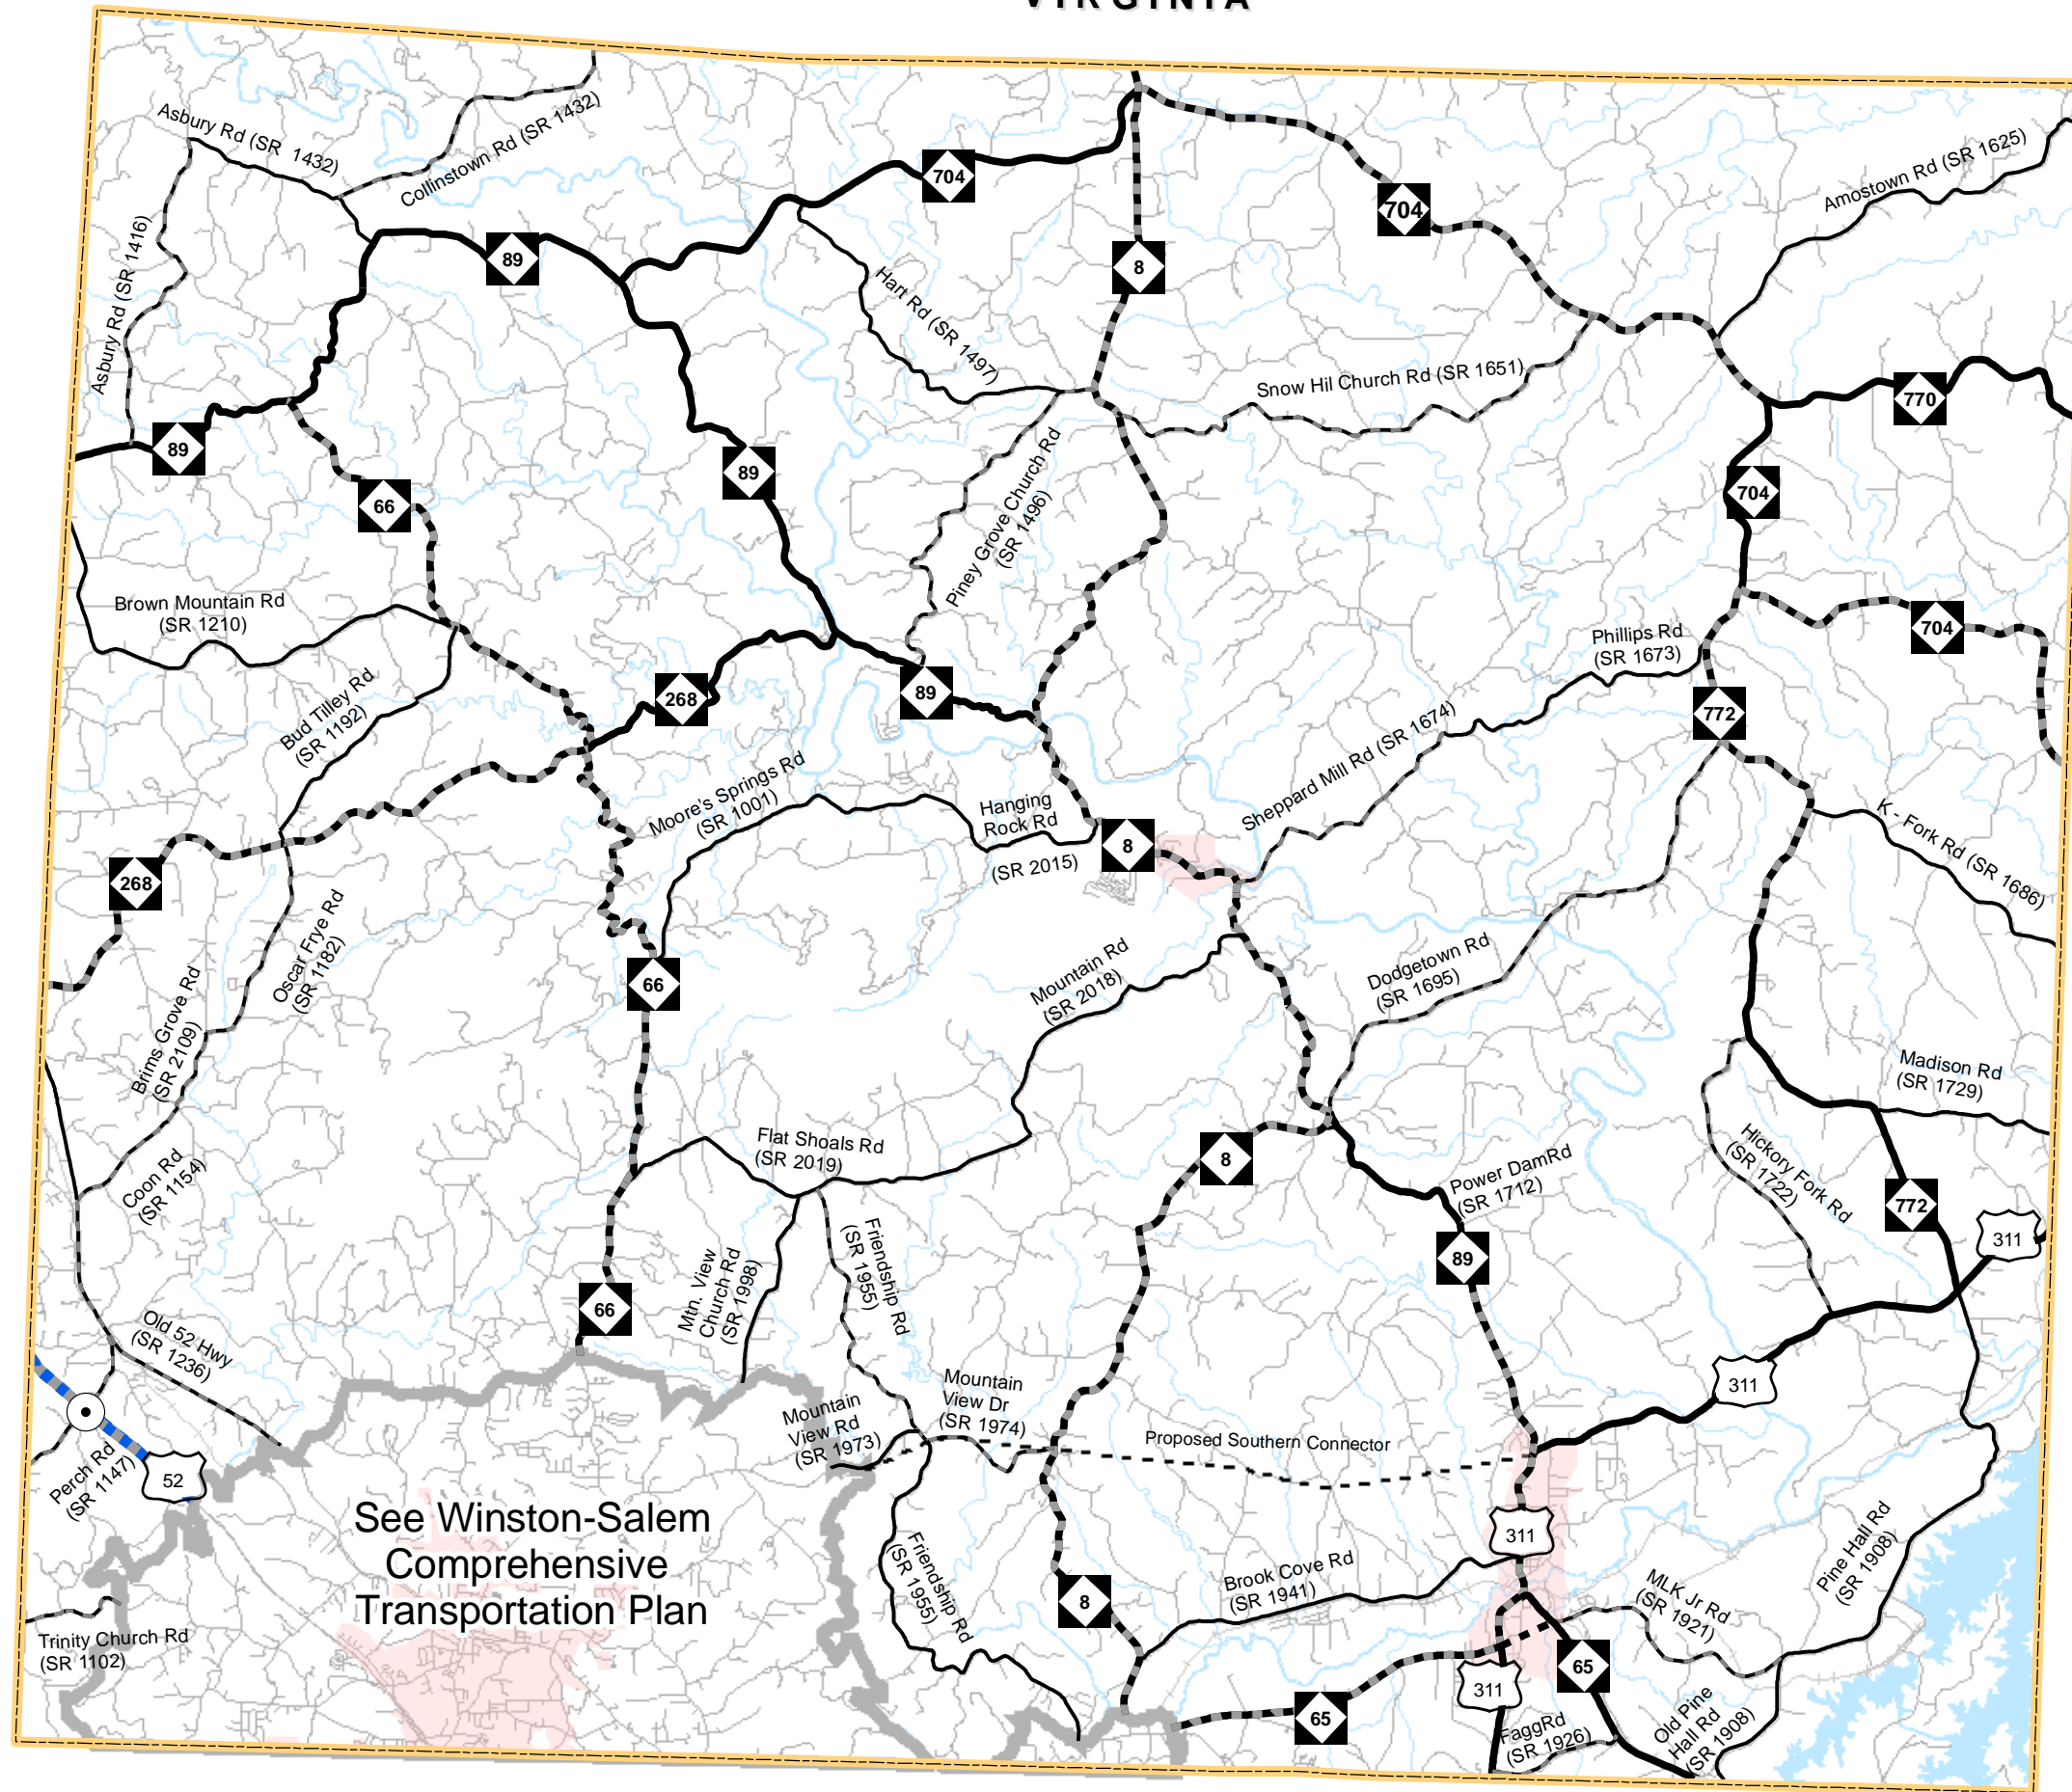 VIRGINIA
Asbury Rd (SR 1432)
Collinstown Rd (SR 1432)
Amostown Rd (SR 1625)
704
704
Asbury Rd (SR 1416)
89
8
Hart Rd (SR 1497)
Snow Hil Church Rd (SR 1651)
770
89
89
704
66
Piney Grove Church Rd
(SR 1496)
Brown Mountain Rd
(SR 1210)
Phillips Rd
(SR 1673)
704
Bud Tilley Rd
(SR 1192)
268
89
772
Sheppard Mill Rd (SR 1674)
Moore's Springs Rd
(SR 1001)
Hanging
Rock Rd
(SR 2015)
8
K - Fork Rd (SR 1686)
268
Oscar Frye Rd
(SR 1182)
66
Mountain Rd
(SR 2018)
Dodgetown Rd
(SR 1695)
Brims Grove Rd
(SR 2109)
Madison Rd
(SR 1729)
Flat Shoals Rd
(SR 2019)
8
Coon Rd
(SR 1154)
Power DamRd
(SR 1712)
Hickory Fork Rd
(SR 1722)
772
311
89
Friendship Rd
(SR 1955)
Mtn. View
Church Rd
(SR 1998)
66
Old 52 Hwy
(SR 1236)
311
Mountain
View Dr
(SR 1974)
Mountain
View Rd
(SR 1973)
Proposed Southern Connector
Perch Rd
(SR 1147)
52
See Winston-Salem
Comprehensive
Transportation Plan
311
Friendship Rd
(SR 1955)
8
Brook Cove Rd
(SR 1941)
MLK Jr Rd
(SR 1921)
Pine Hall Rd
(SR 1908)
Trinity Church Rd
(SR 1102)
65
311
65
FaggRd
(SR 1926)
Old Pine
Hall Rd
(SR 1908)